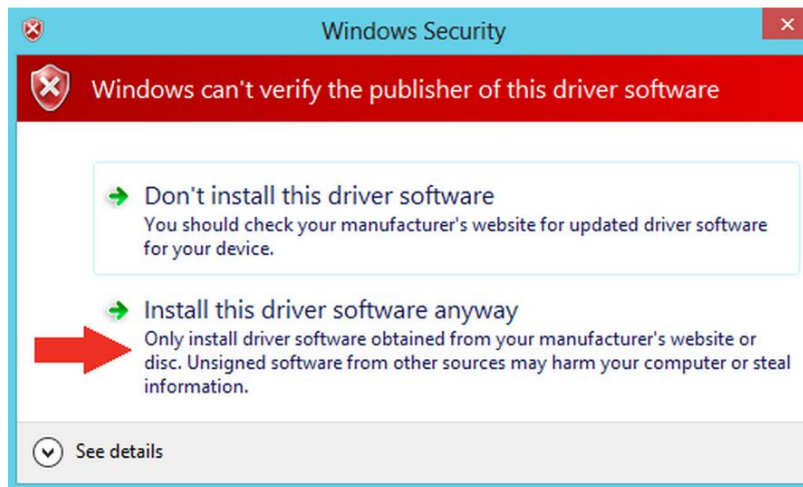 Windows Security
Windows can't verify the publisher of this driver software
Don't install this driver software
You should check your manufacturer's website for updated driver software
for your device.
Install this driver software anyway
Only install driver software obtained from your manufacturer's website or
disc. Unsigned software from other sources may harm your computer or steal
information.
See details